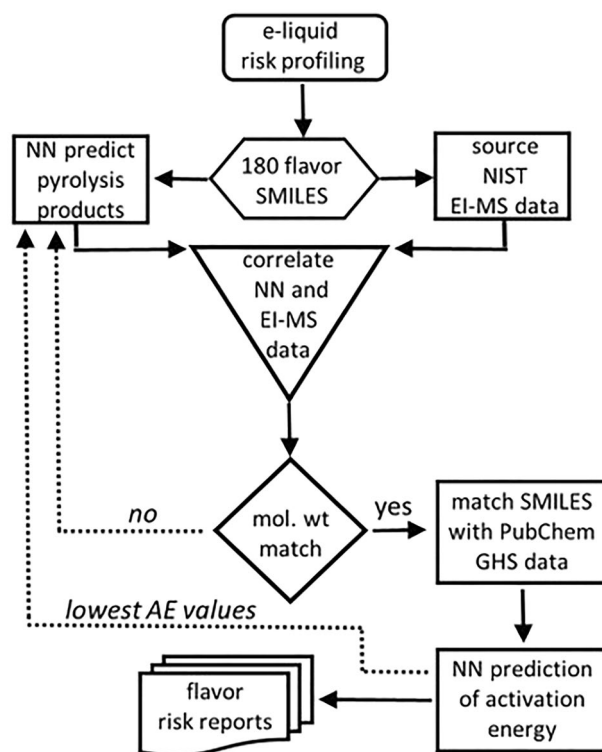 e-liquid
risk profiling
NN predict
pyrolysis
products
180 flavor
SMILES
source
NIST
EI-MS data
correlate
NN and
EI-MS
data
no
mol. wt
match
yes
match SMILES
with PubChem
GHS data
lowest AE values
flavor
risk reports
NN prediction
of activation
energy